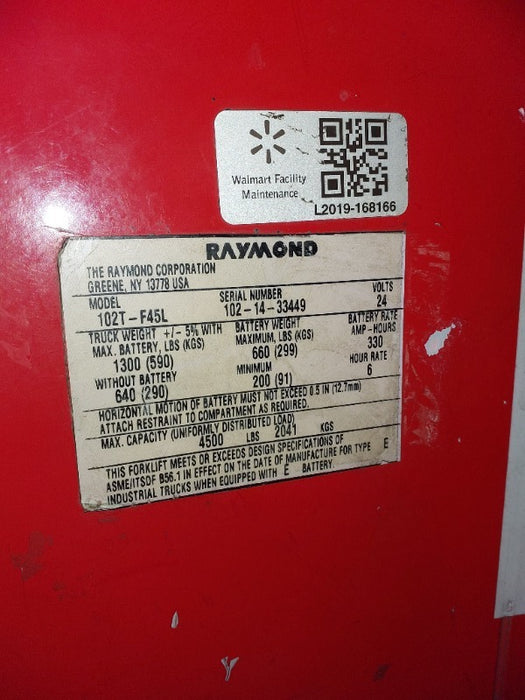 Walmart Facility
Maintenance
L2019-168166
RAYMOND
THE RAYMOND CORPORATION
GREENE, NY 13778 USA
MODEL SERIAL NUMBER VOLTS
102T-F45L 102-14-33449 24
TRUCK WEIGHT +/- 5% WITH BATTERY WEIGHT BATTERY RATE
MAX. BATTERY, LBS (KGS) MAXIMUM, LBS (KGS) AMP-HOURS
1300 (590) 660 (299) 330
WITHOUT BATTERY MINIMUM HOUR RATE
640 (290) 200 (91) 6
HORIZONTAL MOTION OF BATTERY MUST NOT EXCEED 0.5 IN (12.7mm)
ATTACH RESTRAINT TO COMPARTMENT AS REQUIRED.
MAX. CAPACITY (UNIFORMLY DISTRIBUTED LOAD)
4500 LBS 2041 KGS
THIS FORKLIFT MEETS OR EXCEEDS DESIGN SPECIFICATIONS OF
ASME/ITSDF B56.1 IN EFFECT ON THE DATE OF MANUFACTURE FOR TYPE E
INDUSTRIAL TRUCKS WHEN EQUIPPED WITH E BATTERY.